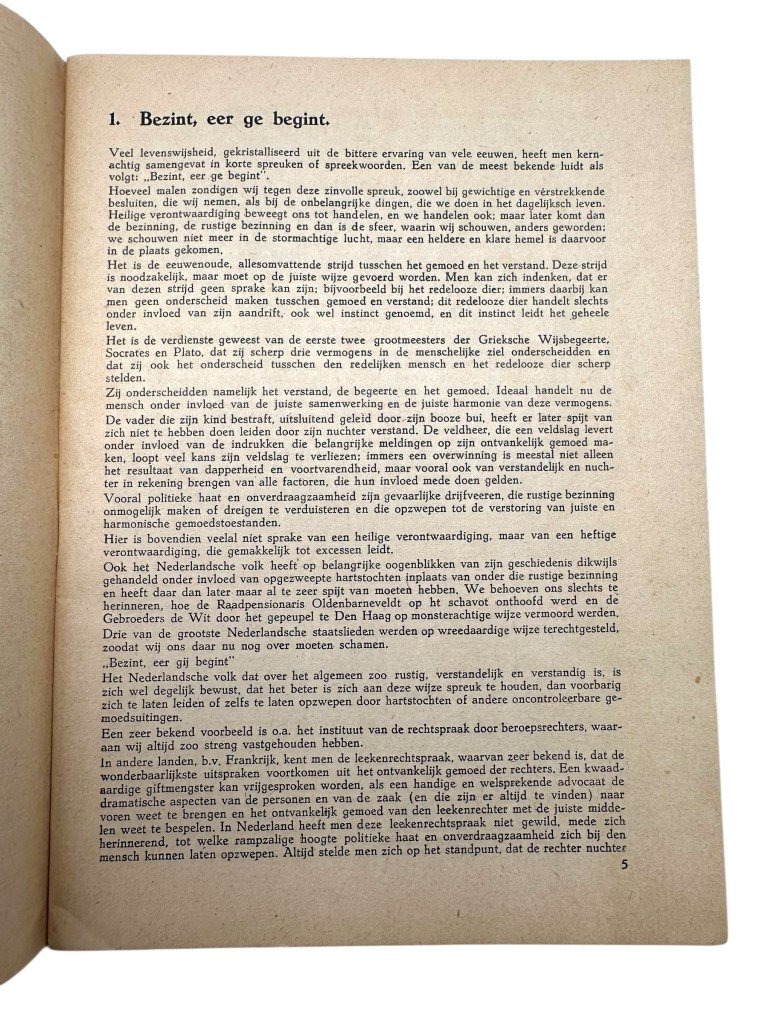 1. Bezint, eer ge begint.
Veel levenswijsheid, gekristalliseerd uit de bittere ervaring van vele eeuwen, heeft men kern-
achtig samengevat in korte spreuken of spreekwoorden. Een van de meest bekende luidt als
volgt: „Bezint, eer ge begint".
Hoeveel malen zondigen wij tegen deze zinvolle spreuk, zoowel bij gewichtige en vérstrekkende
besluiten, die wij nemen, als bij de onbelangrijke dingen, die we doen in het dagelijksch leven.
Heilige verontwaardiging beweegt ons tot handelen, en we handelen ook; maar later komt dan
de bezinning, de rustige bezinning en dan is de sfeer, waarin wij schouwen, anders geworden;
we schouwen niet meer in de stormachtige lucht, maar een heldere en klare hemel is daarvoor
in de plaats gekomen.
Het is de eeuwenoude, allesomvattende strijd tusschen het gemoed en het verstand. Deze strijd
is noodzakelijk, maar moet op de juiste wijze gevoerd worden. Men kan zich indenken, dat er
van dezen strijd geen sprake kan zijn; bijvoorbeeld bij het redelooze dier; immers daarbij kan
men geen onderscheid maken tusschen gemoed en verstand; dit redelooze dier handelt slechts
onder invloed van zijn aandrift, ook wel instinct genoemd, en dit instinct leidt het geheele
leven.
Het is de verdienste geweest van de eerste twee grootmeesters der Grieksche Wijsbegeerte,
Socrates en Plato, dat zij scherp drie vermogens in de menschelijke ziel onderscheidden en
dat zij ook het onderscheid tusschen den redelijken mensch en het redelooze dier scherp
stelden.
Zij onderscheidden namelijk het verstand, de begeerte en het gemoed. Ideaal handelt nu de
mensch onder invloed van de juiste samenwerking en de juiste harmonie van deze vermogens.
De vader die zijn kind bestraft, uitsluitend geleid door zijn booze bui, heeft er later spijt van
zich niet te hebben doen leiden door zijn nuchter verstand. De veldheer, die een veldslag levert
onder invloed van de indrukken die belangrijke meldingen op zijn ontvankelijk gemoed ma-
ken, loopt veel kans zijn veldslag te verliezen; immers een overwinning is meestal niet alleen
het resultaat van dapperheid en voortvarendheid, maar vooral ook van verstandelijk en nuch-
ter in rekening brengen van alle factoren, die hun invloed mede doen gelden.
Vooral politieke haat en onverdraagzaamheid zijn gevaarlijke drijfveeren, die rustige bezinning
onmogelijk maken of dreigen te verduisteren en die opzwepen tot de verstoring van juiste en
harmonische gemoedstoestanden.
Hier is bovendien veelal niet sprake van een heilige verontwaardiging, maar van een heftige
verontwaardiging, die gemakkelijk tot excessen leidt.
Ook het Nederlandsche volk heeft op belangrijke oogenblikken van zijn geschiedenis dikwijls
gehandeld onder invloed van opgezweepte hartstochten inplaats van onder die rustige bezinning
en heeft daar dan later maar al te zeer spijt van moeten hebben. We behoeven ons slechts te
herinneren, hoe de Raadpensionaris Oldenbarneveldt op ht schavot onthoofd werd en de
Gebroeders de Wit door het gepeupel te Den Haag op monsterachtige wijze vermoord werden.
Drie van de grootste Nederlandsche staatslieden werden op wreedaardige wijze terechtgesteld,
zoodat wij ons daar nu nog over moeten schamen.
„Bezint, eer gij begint"
Het Nederlandsche volk dat over het algemeen zoo rustig, verstandelijk en verstandig is, is
zich wel degelijk bewust, dat het beter is zich aan deze wijze spreuk te houden, dan voorbarig
zich te laten leiden of zelfs te laten opzwepen door hartstochten of andere oncontroleerbare ge-
moedsuitingen.
Een zeer bekend voorbeeld is o.a. het instituut van de rechtspraak door beroepsrechters, waar-
aan wij altijd zoo streng vastgehouden hebben.
In andere landen, b.v. Frankrijk, kent men de leekenrechtspraak, waarvan zeer bekend is, dat de
wonderbaarlijkste uitspraken voortkomen uit het ontvankelijk gemoed der rechters. Een kwaad-
aardige giftmengster kan vrijgesproken worden, als een handige en welsprekende advocaat de
dramatische aspecten van de personen en van de zaak (en die zijn er altijd te vinden) naar
voren weet te brengen en het ontvankelijk gemoed van den leekenrechter met de juiste midde-
len weet te bespelen. In Nederland heeft men deze leekenrechtspraak niet gewild, mede zich
herinnerend, tot welke rampzalige hoogte politieke haat en onverdraagzaamheid zich bij den
mensch kunnen laten opzwepen. Altijd stelde men zich op het standpunt, dat de rechter nuchter
5